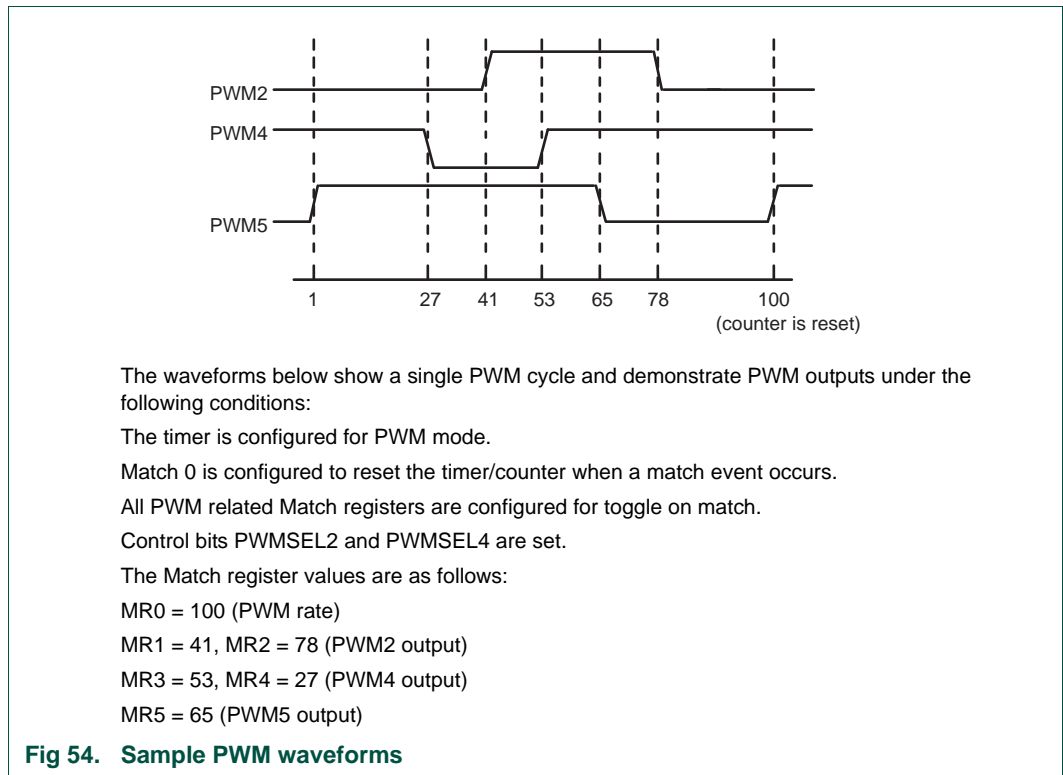 PWM2
PWM4
PWM5
1 27 41 53 65 78 100
(counter is reset)
The waveforms below show a single PWM cycle and demonstrate PWM outputs under the
following conditions:
The timer is configured for PWM mode.
Match 0 is configured to reset the timer/counter when a match event occurs.
All PWM related Match registers are configured for toggle on match.
Control bits PWMSEL2 and PWMSEL4 are set.
The Match register values are as follows:
MR0 = 100 (PWM rate)
MR1 = 41, MR2 = 78 (PWM2 output)
MR3 = 53, MR4 = 27 (PWM4 output)
MR5 = 65 (PWM5 output)
Fig 54. Sample PWM waveforms